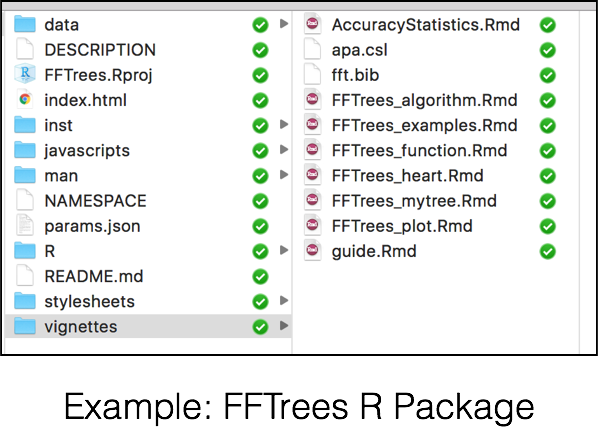 data
DESCRIPTION
FFTrees.Rproj
index.html
inst
javascripts
man
NAMESPACE
params.json
R
README.md
stylesheets
vignettes
AccuracyStatistics.Rmd
apa.csl
fft.bib
FFTrees_algorithm.Rmd
FFTrees_examples.Rmd
FFTrees_function.Rmd
FFTrees_heart.Rmd
FFTrees_mytree.Rmd
FFTrees_plot.Rmd
guide.Rmd
Example: FFTrees R Package